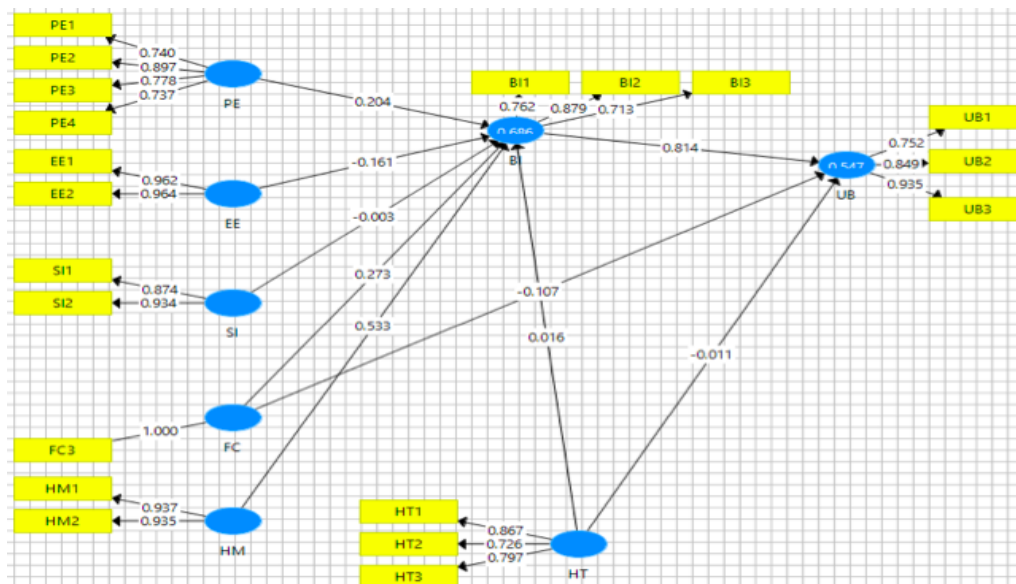 PE1
PE2
PE3
PE4
0.740
0.897
0.778
0.737
PE
EE1
EE2
0.962
0.964
EE
SI1
SI2
0.874
0.934
SI
FC3
1.000
FC
HM1
HM2
0.937
0.935
HM
0.204
-0.161
-0.003
0.273
0.533
BI1
BI2
BI3
0.762
0.879
0.713
0.686
BI
0.814
-0.107
0.016
-0.011
0.547
UB
0.752
0.849
0.935
UB1
UB2
UB3
HT1
HT2
HT3
0.867
0.726
0.797
HT